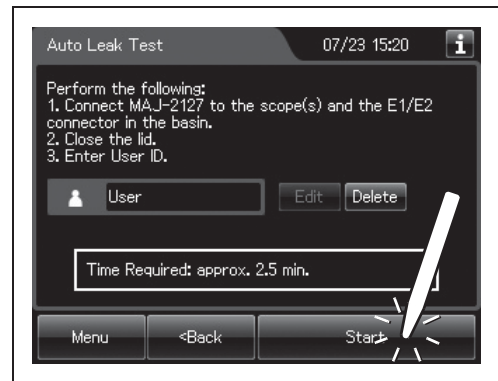 Auto Leak Test
07/23 15:20
i
Perform the following:
1. Connect MAJ-2127 to the scope(s) and the E1/E2
connector in the basin.
2. Close the lid.
3. Enter User ID.
User
Edit
Delete
Time Required: approx. 2.5 min.
Menu
<Back
Start